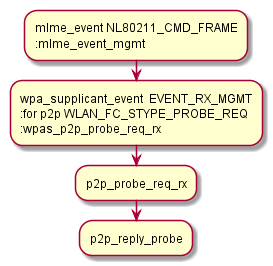 mlme_event NL80211_CMD_FRAME
:mlme_event_mgmt
wpa_supplicant_event EVENT_RX_MGMT
:for p2p WLAN_FC_STYPE_PROBE_REQ
:wpas_p2p_probe_req_rx
p2p_probe_req_rx
p2p_reply_probe